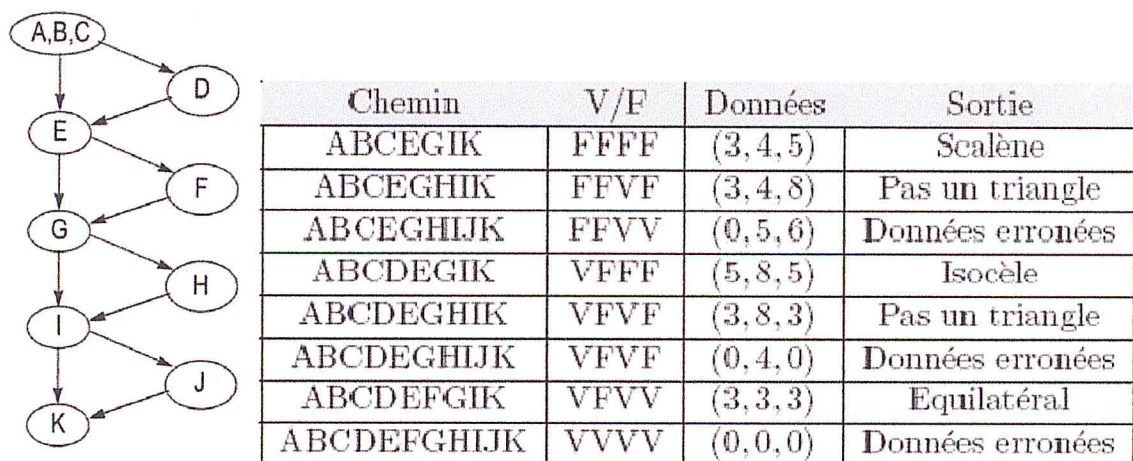 A,B,C
D
E
F
G
H
I
J
K
Chemin V/F Données Sortie
ABCEGIK FFFF (3, 4, 5) Scalène
ABCEGHIK FFVF (3, 4, 8) Pas un triangle
ABCEGHIJK FFVV (0, 5, 6) Données erronées
ABCDEGIK VFFF (5, 8, 5) Isocèle
ABCDEGHIK VFVF (3, 8, 3) Pas un triangle
ABCDEGHIJK VFVF (0, 4, 0) Données erronées
ABCDEFGIK VFVV (3, 3, 3) Equilatéral
ABCDEFGHIJK VVVV (0, 0, 0) Données erronées